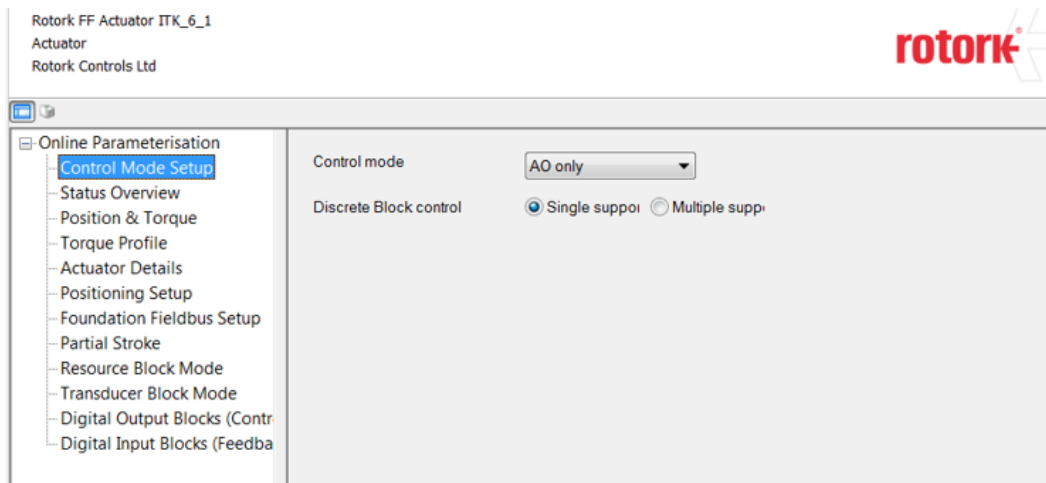 Rotork FF Actuator ITK_6_1
Actuator
Rotork Controls Ltd
rotork
Online Parameterisation
Control Mode Setup
Status Overview
Position & Torque
Torque Profile
Actuator Details
Positioning Setup
Foundation Fieldbus Setup
Partial Stroke
Resource Block Mode
Transducer Block Mode
Digital Output Blocks (Contr
Digital Input Blocks (Feedba
Control mode AO only
Discrete Block control Single suppor Multiple supp